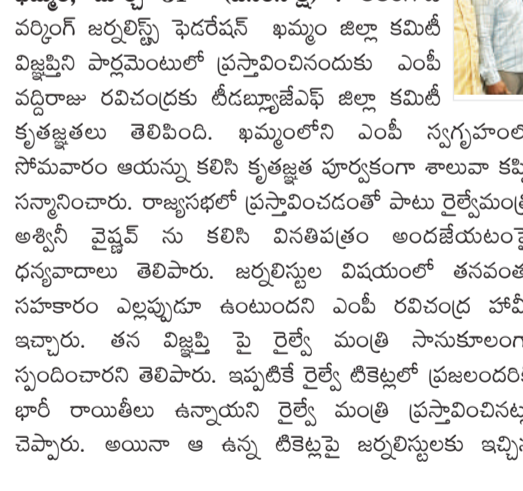 వర్కింగ్ జర్నలిస్ట్స్ ఫెడరేషన్ ఖమ్మం జిల్లా కమిటీ
విజ్ఞప్తిని పార్లమెంటులో ప్రస్తావించినందుకు ఎంపీ
వద్దిరాజు రవిచంద్రకు టీడబ్ల్యూజేఎఫ్ జిల్లా కమిటీ
కృతజ్ఞతలు తెలిపింది. ఖమ్మంలోని ఎంపీ స్వగృహంలో
సోమవారం ఆయన్ను కలిసి కృతజ్ఞత పూర్వకంగా శాలువా
సన్మానించారు. రాజ్యసభలో ప్రస్తావించడంతో పాటు రైల్వేమంత్రి
అశ్వినీ వైష్ణవ్ ను కలిసి వినతిపత్రం అందజేయటంపై
ధన్యవాదాలు తెలిపారు. జర్నలిస్టుల విషయంలో తనవంతు
సహకారం ఎల్లప్పుడూ ఉంటుందని ఎంపీ రవిచంద్ర హామీ
ఇచ్చారు. తన విజ్ఞప్తి పై రైల్వే మంత్రి సానుకూలంగా
స్పందించారని తెలిపారు. ఇప్పటికే రైల్వే టికెట్లలో ప్రజలందరికీ
భారీ రాయితీలు ఉన్నాయని రైల్వే మంత్రి ప్రస్తావించినట్లు
చెప్పారు. అయినా ఆ ఉన్న టికెట్లపై జర్నలిస్టులకు